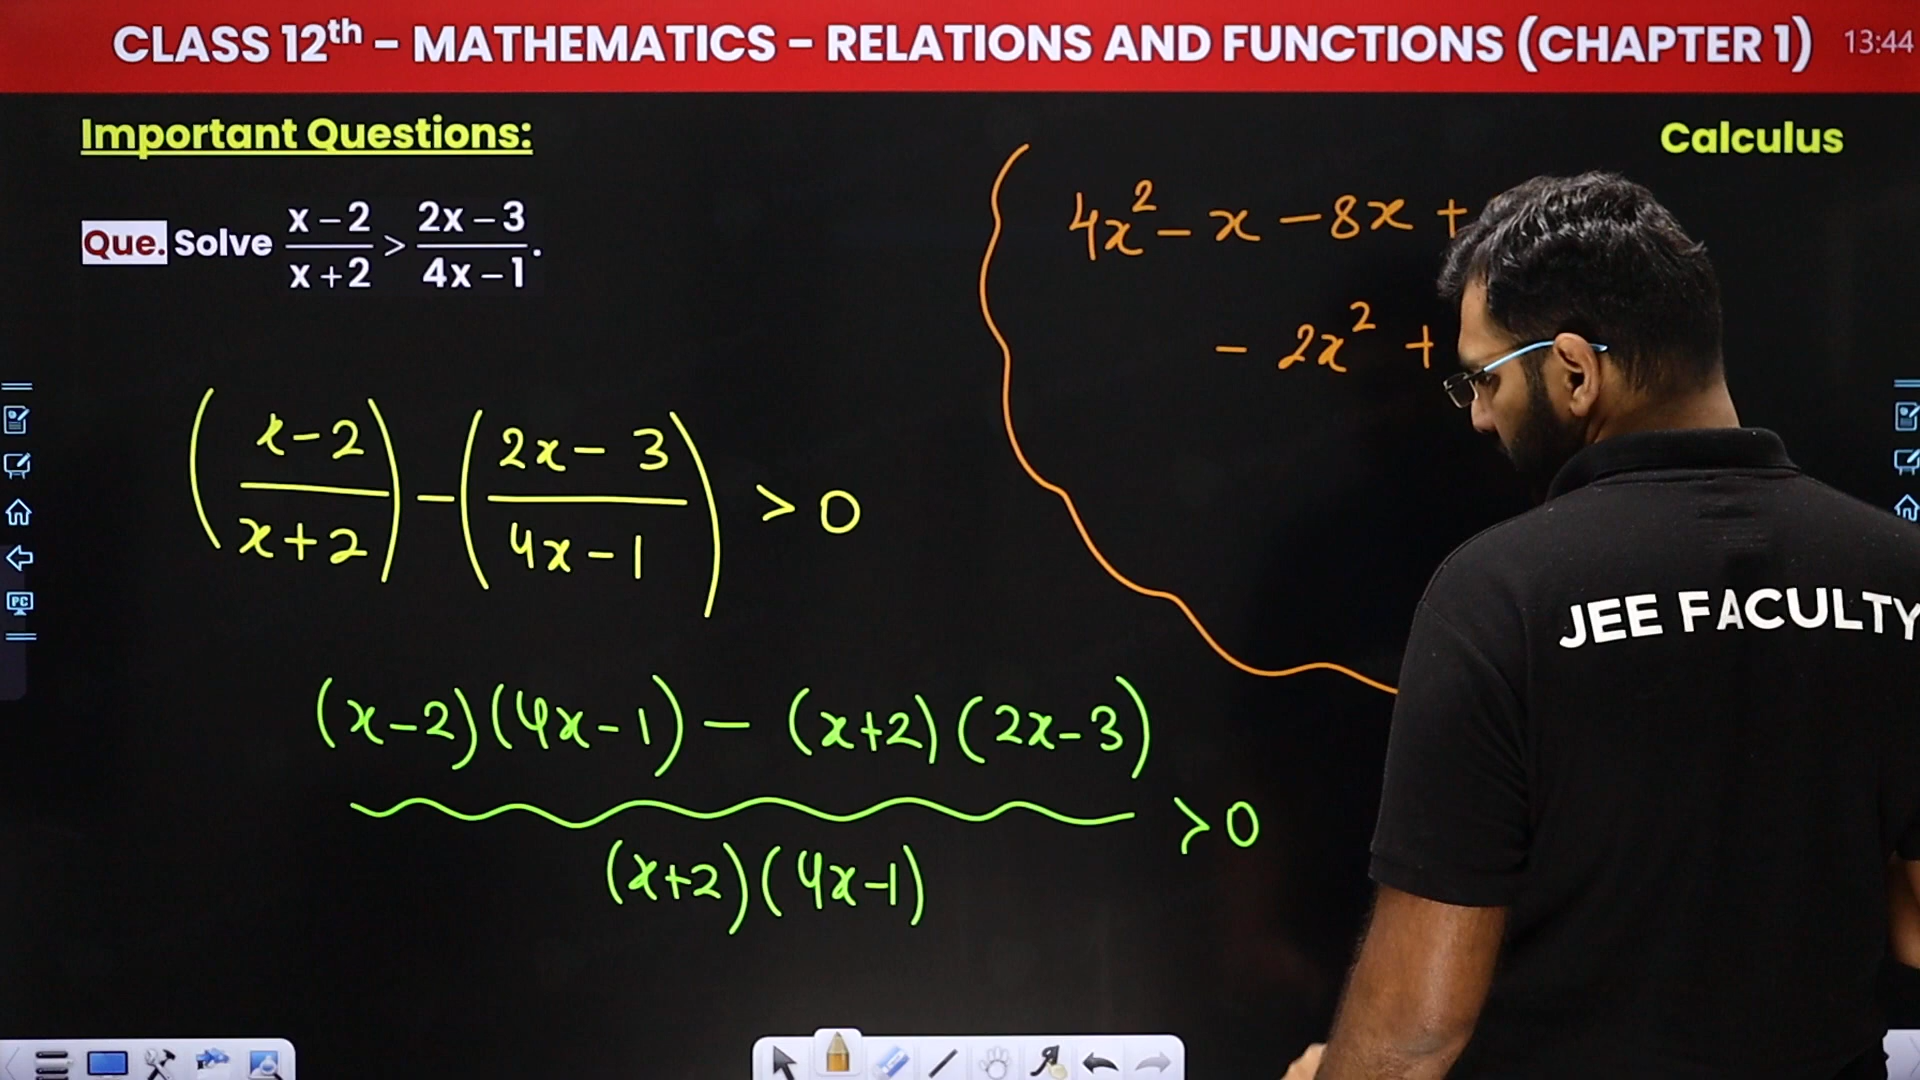 CLASS 12th - MATHEMATICS - RELATIONS AND FUNCTIONS (CHAPTER 1) 13:44
Important Questions:
Calculus
Que. Solve (x - 2)/(x + 2) > (2x - 3)/(4x - 1).
4x² - x - 8x +
- 2x² +
((x-2)/(x+2)) - ((2x-3)/(4x-1)) > 0
(x-2)(4x-1) - (x+2)(2x-3)
> 0
(x+2)(4x-1)
JEE FACULTY
PC